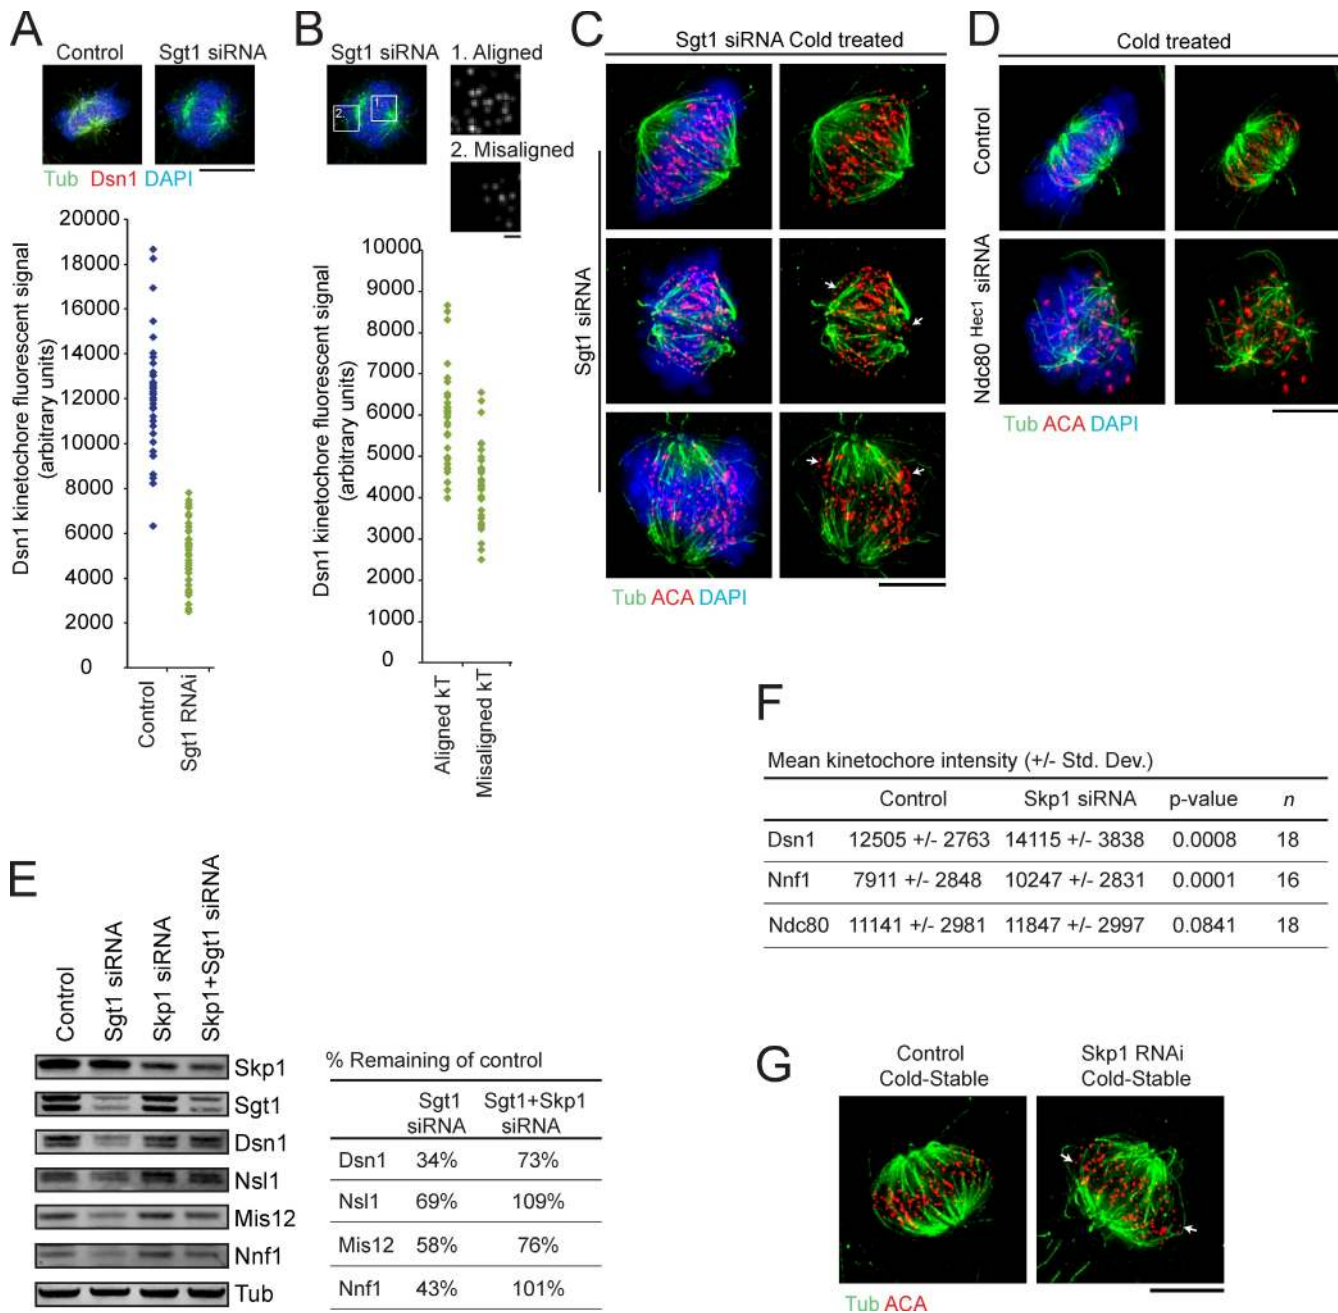 A
Control
Sgt1 siRNA
Tub Dsn1 DAPI
Dsn1 kinetochore fluorescent signal
(arbitrary units)
20000
18000
16000
14000
12000
10000
8000
6000
4000
2000
0
Control
Sgt1 RNAi
B
Sgt1 siRNA
1.
2.
1. Aligned
2. Misaligned
Dsn1 kinetochore fluorescent signal
(arbitrary units)
10000
9000
8000
7000
6000
5000
4000
3000
2000
1000
0
Aligned kT
Misaligned kT
C
Sgt1 siRNA Cold treated
Sgt1 siRNA
Tub ACA DAPI
D
Cold treated
Control
Ndc80 Hec1 siRNA
Tub ACA DAPI
E
Control
Sgt1 siRNA
Skp1 siRNA
Skp1+Sgt1 siRNA
Skp1
Sgt1
Dsn1
Nsl1
Mis12
Nnf1
Tub
% Remaining of control
Sgt1 siRNA Sgt1+Skp1 siRNA
Dsn1 34% 73%
Nsl1 69% 109%
Mis12 58% 76%
Nnf1 43% 101%
F
Mean kinetochore intensity (+/- Std. Dev.)
Control Skp1 siRNA p-value n
Dsn1 12505 +/- 2763 14115 +/- 3838 0.0008 18
Nnf1 7911 +/- 2848 10247 +/- 2831 0.0001 16
Ndc80 11141 +/- 2981 11847 +/- 2997 0.0841 18
G
Control
Cold-Stable
Skp1 RNAi
Cold-Stable
Tub ACA